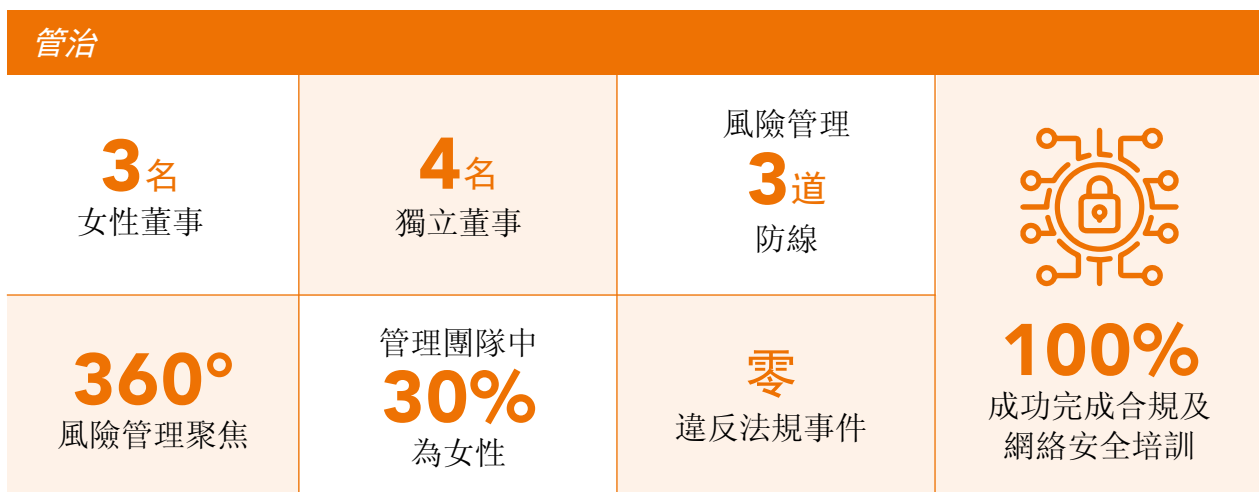 管治
3名
女性董事
4名
獨立董事
風險管理
3道
防線
360°
風險管理聚焦
管理團隊中
30%
為女性
零
違反法規事件
100%
成功完成合規及
網絡安全培訓